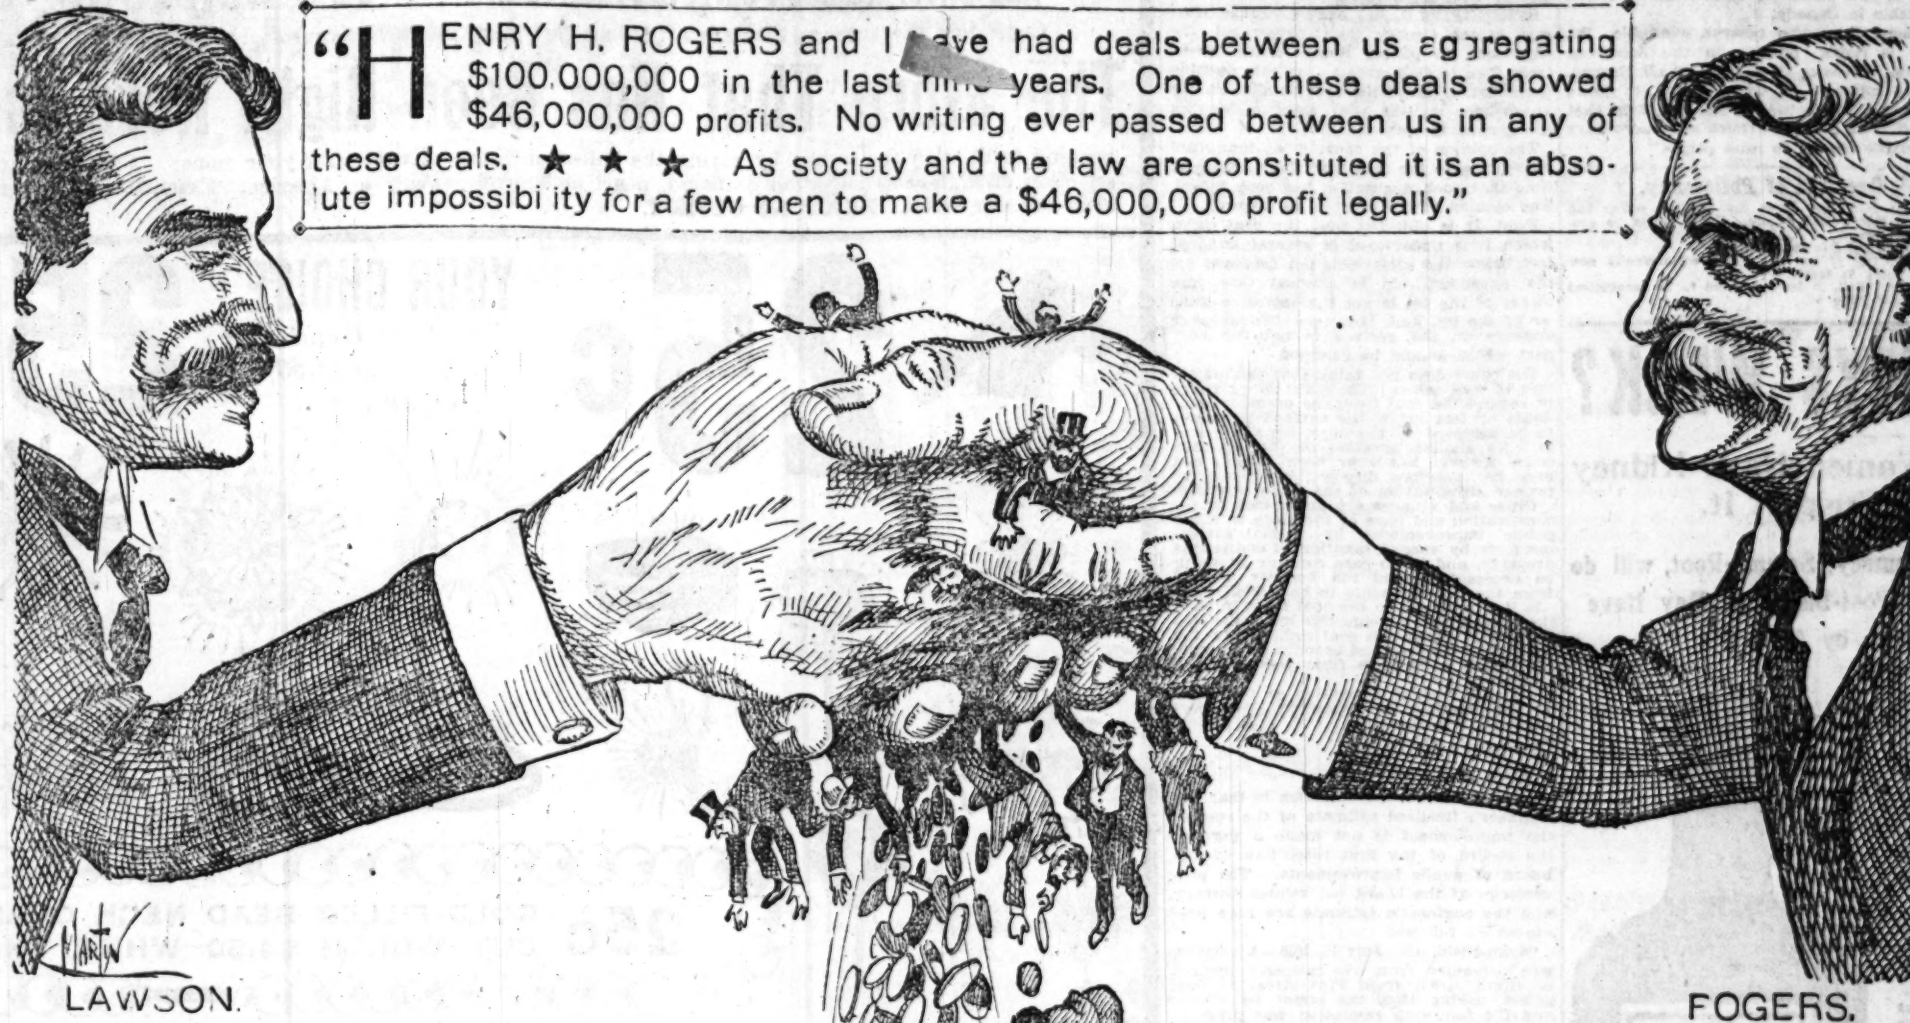 “HENRY H. ROGERS and I have had deals between us aggregating
$100.000,000 in the last nine years. One of these deals showed
$46,000,000 profits. No writing ever passed between us in any of
these deals. ★ ★ ★ As society and the law are constituted it is an abso-
lute impossibility for a few men to make a $46,000,000 profit legally.”
MARTIN
LAWSON.
ROGERS.